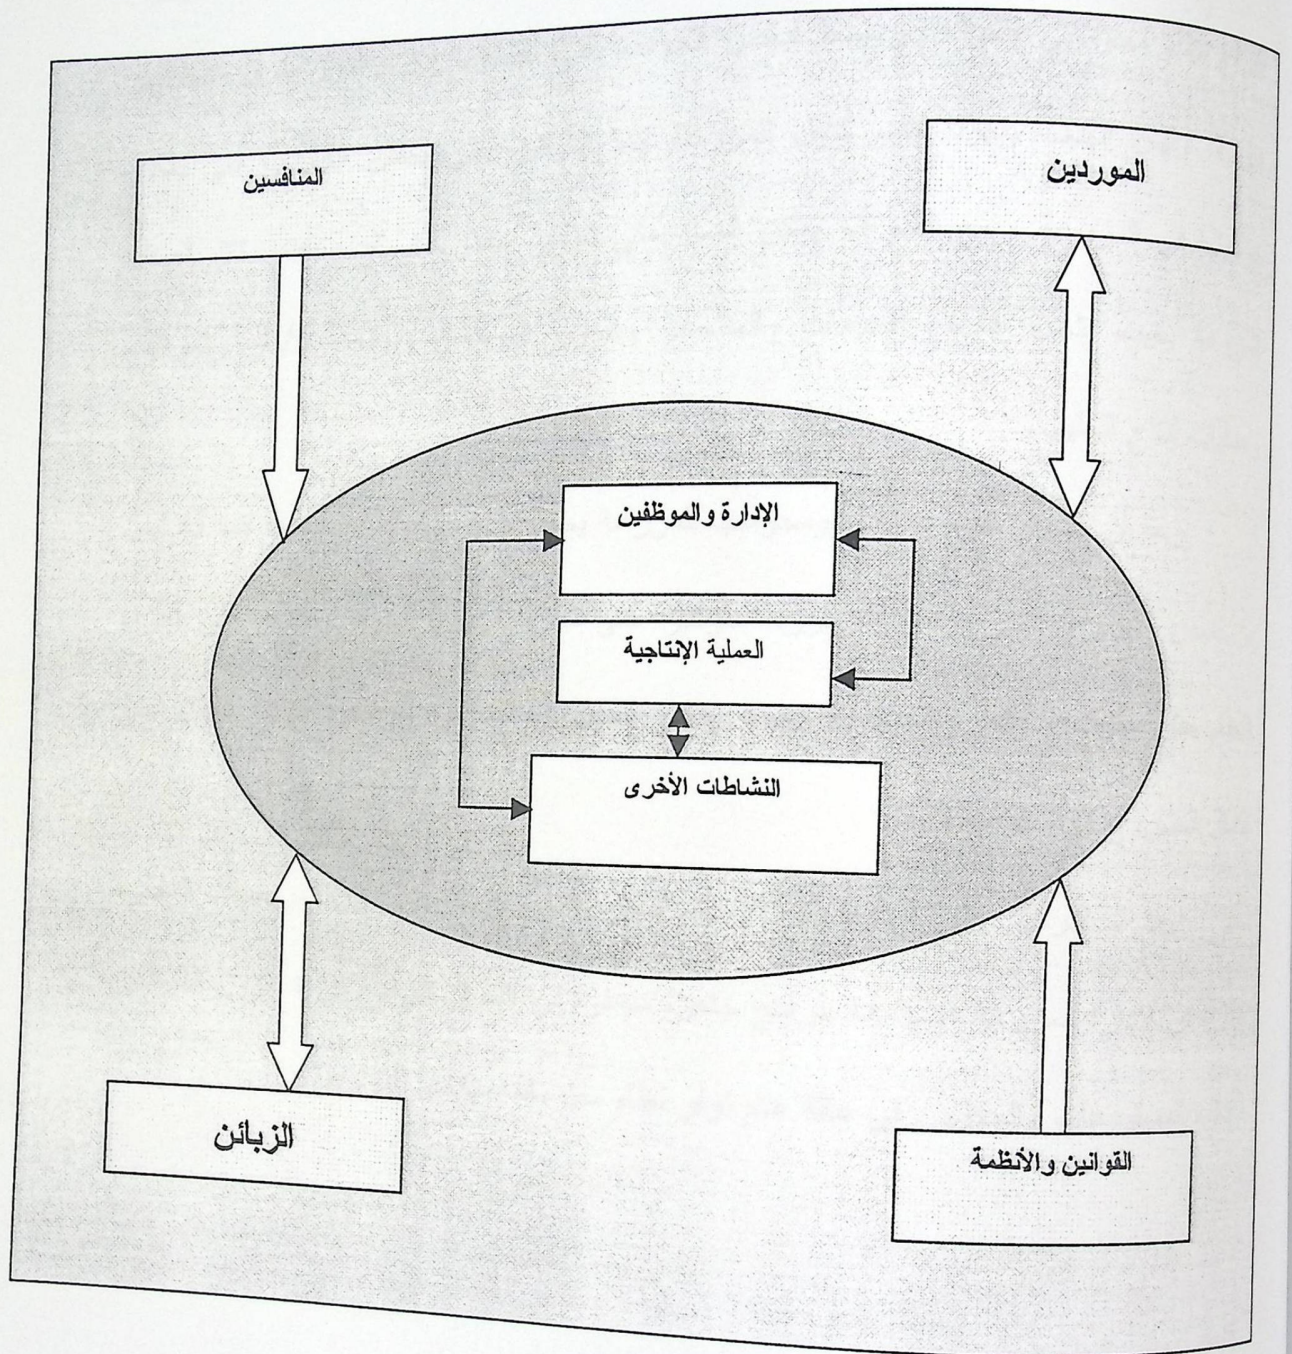 الموردين
المنافسين
الإدارة والموظفين
العملية الإنتاجية
النشاطات الأخرى
القوانين والأنظمة
الزبائن